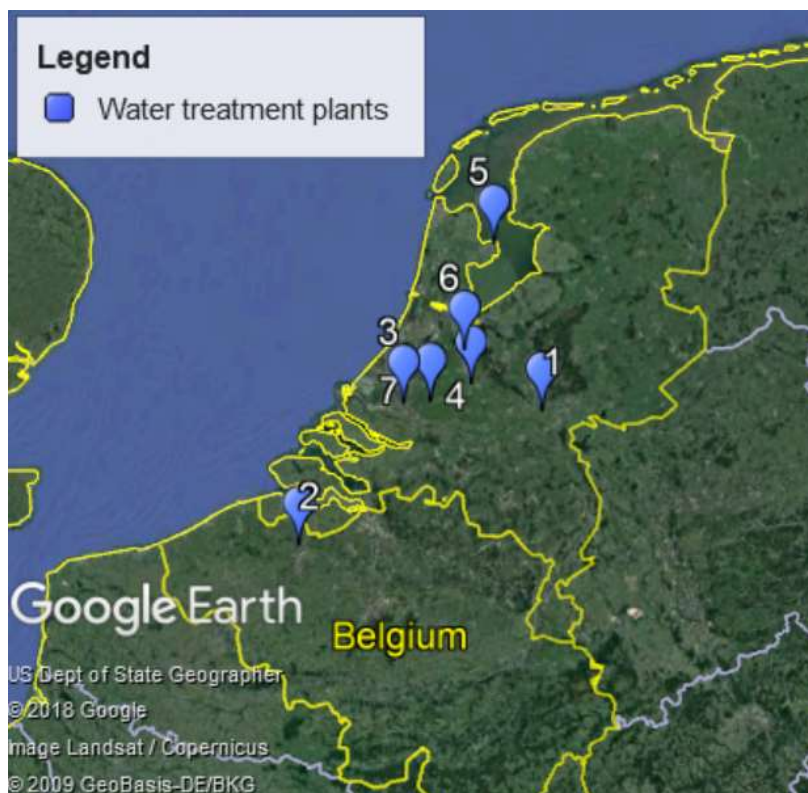 Legend
Water treatment plants
5
6
3
1
7
4
2
Google Earth
Belgium
US Dept of State Geographer
© 2018 Google
Image Landsat / Copernicus
© 2009 GeoBasis-DE/BKG